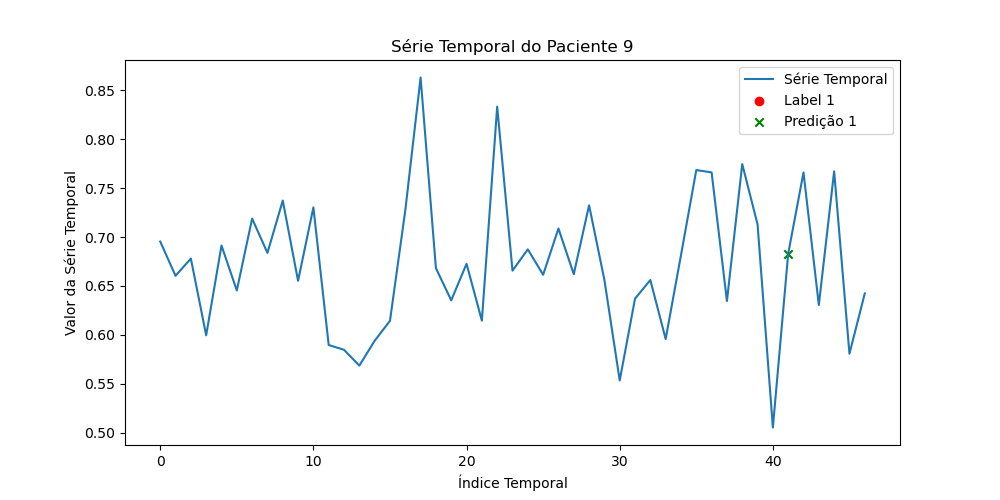 Série Temporal do Paciente 9
Série Temporal
Label 1
Predição 1
Valor da Série Temporal
0.85
0.80
0.75
0.70
0.65
0.60
0.55
0.50
0
10
20
30
40
Índice Temporal